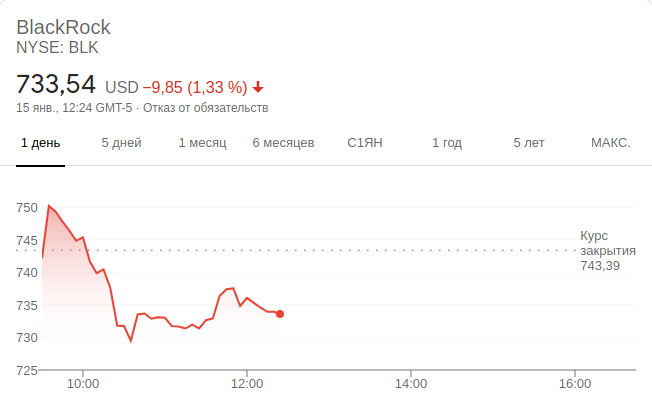 BlackRock
NYSE: BLK
733,54 USD −9,85 (1,33 %)
15 янв., 12:24 GMT-5 · Отказ от обязательств
1 день 5 дней 1 месяц 6 месяцев С1ЯН 1 год 5 лет МАКС.
750
745
740
735
730
725
Курс
закрытия
743,39
10:00 12:00 14:00 16:00